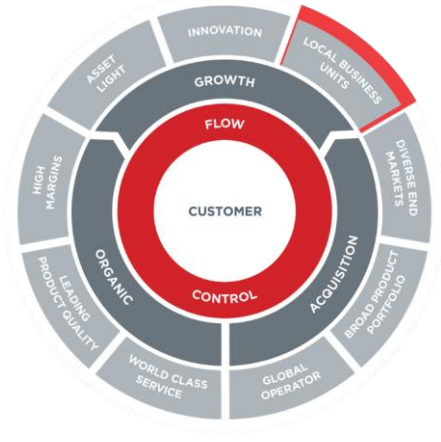 INNOVATION
LOCAL BUSINESS
UNITS
DIVERSE END
MARKETS
BROAD PRODUCT
PORTFOLIO
GLOBAL
OPERATOR
WORLD CLASS
SERVICE
LEADING
PRODUCT QUALITY
HIGH
MARGINS
ASSET
LIGHT
GROWTH
ACQUISITION
ORGANIC
FLOW
CONTROL
CUSTOMER